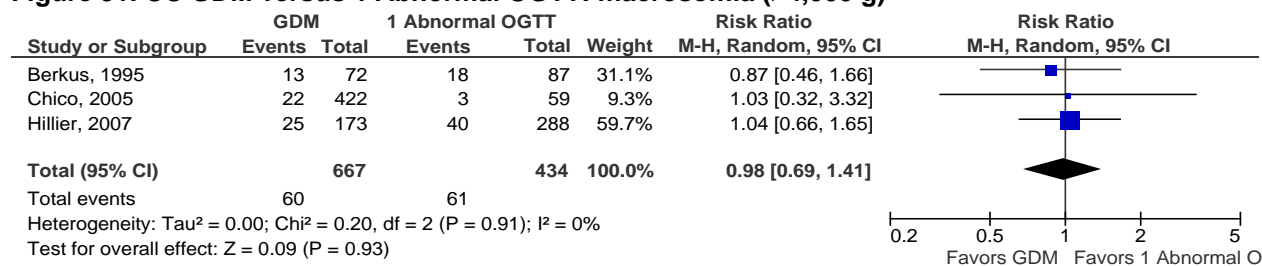 GDM 1 Abnormal OGTT Risk Ratio Risk Ratio
Study or Subgroup Events Total Events Total Weight M-H, Random, 95% CI M-H, Random, 95% CI
Berkus, 1995 13 72 18 87 31.1% 0.87 [0.46, 1.66]
Chico, 2005 22 422 3 59 9.3% 1.03 [0.32, 3.32]
Hillier, 2007 25 173 40 288 59.7% 1.04 [0.66, 1.65]
Total (95% CI) 667 434 100.0% 0.98 [0.69, 1.41]
Total events 60 61
Heterogeneity: Tau² = 0.00; Chi² = 0.20, df = 2 (P = 0.91); I² = 0%
Test for overall effect: Z = 0.09 (P = 0.93)
0.2 0.5 1 2 5
Favors GDM Favors 1 Abnormal O